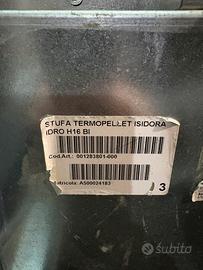 STUFA TERMOPELLET ISIDORA
IDRO H16 BI
Cod.Art.: 001283801-000
Matricola: A500024183
3
subito